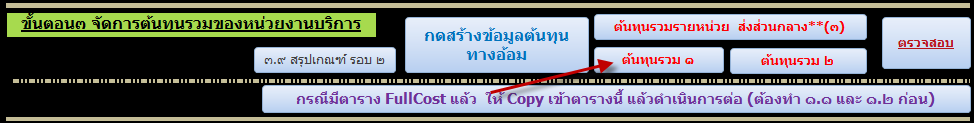 ขั้นตอน๓ จัดการต้นทุนรวมของหน่วยงานบริการ
กดสร้างข้อมูลต้นทุน
ทางอ้อม
ต้นทุนรวมรายหน่วย ส่งส่วนกลาง**(๓)
ตรวจสอบ
๓.๙ สรุปเกณฑ์ รอบ ๒
ต้นทุนรวม ๑
ต้นทุนรวม ๒
กรณีมีตาราง FullCost แล้ว ให้ Copy เข้าตารางนี้ แล้วดำเนินการต่อ (ต้องทำ ๑.๑ และ ๑.๒ ก่อน)